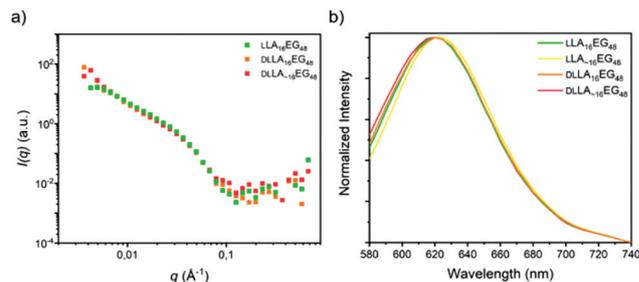 a)
I(q) (a.u.)
10²
10⁰
10⁻²
10⁻⁴
0,01
0,1
q (Å⁻¹)
LLA₁₆EG₄₈
DLLA₁₆EG₄₈
DLLA~₁₆EG₄₈
b)
Normalized Intensity
580
600
620
640
660
680
700
720
740
Wavelength (nm)
LLA₁₆EG₄₈
LLA~₁₆EG₄₈
DLLA₁₆EG₄₈
DLLA~₁₆EG₄₈